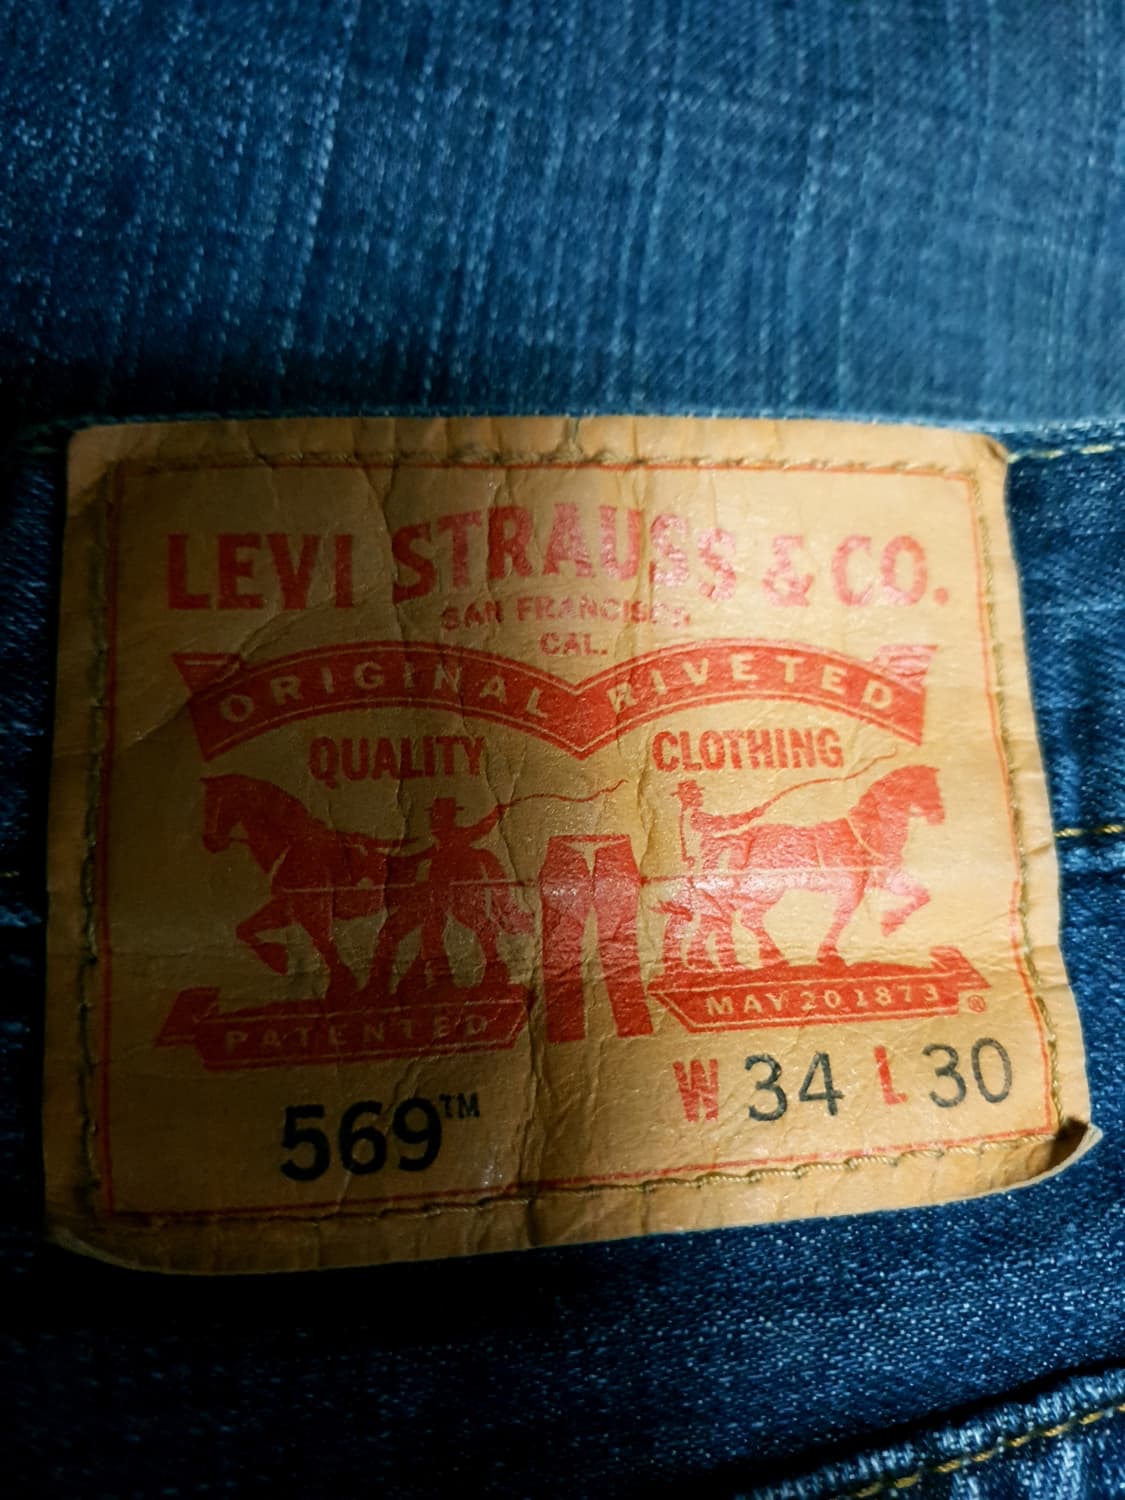 LEVI STRAUSS & CO.
SAN FRANCISCO,
CAL.
ORIGINAL RIVETED
QUALITY CLOTHING
PATENTED MAY 20 1873 ®
569™ W 34 L 30